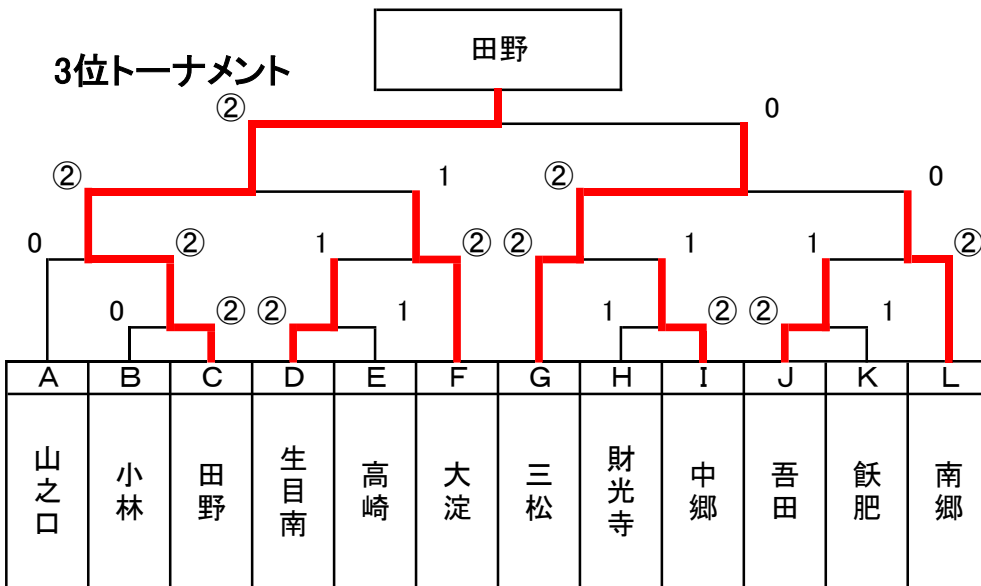 田野
3位トーナメント
② 0
② 1 ② 0
0 ② 1 ② ② 1 1 ②
0 ② ② 1 1 ② ② 1
A B C D E F G H I J K L
山之口 小林 田野 生目南 高崎 大淀 三松 財光寺 中郷 吾田 飫肥 南郷